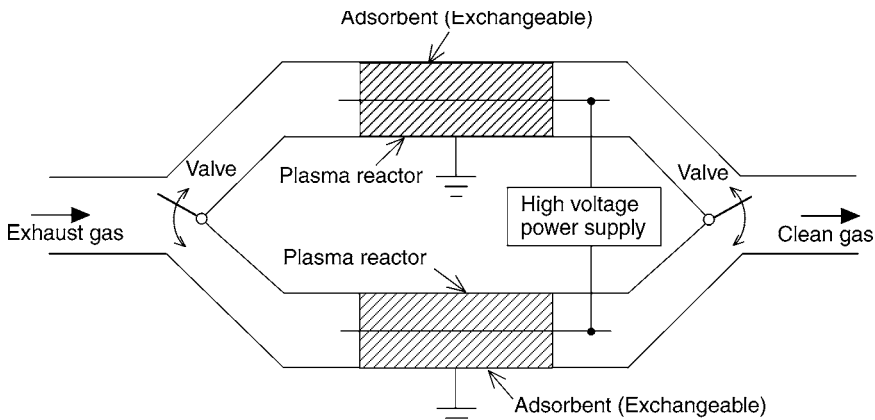 Adsorbent (Exchangeable)
Valve
Plasma reactor
Valve
High voltage
power supply
Exhaust gas
Clean gas
Plasma reactor
Adsorbent (Exchangeable)